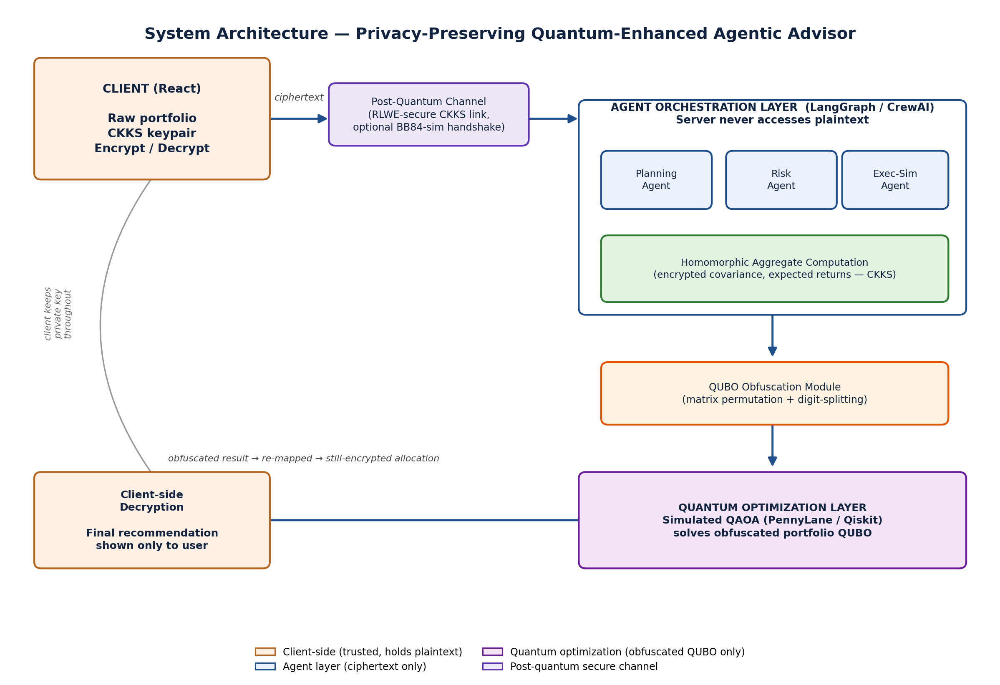 System Architecture — Privacy-Preserving Quantum-Enhanced Agentic Advisor
CLIENT (React)
Raw portfolio
CKKS keypair
Encrypt / Decrypt
ciphertext
Post-Quantum Channel
(RLWE-secure CKKS link,
optional BB84-sim handshake)
AGENT ORCHESTRATION LAYER  (LangGraph / CrewAI)
Server never accesses plaintext
Planning
Agent
Risk
Agent
Exec-Sim
Agent
Homomorphic Aggregate Computation
(encrypted covariance, expected returns — CKKS)
client keeps
private key
throughout
QUBO Obfuscation Module
(matrix permutation + digit-splitting)
obfuscated result → re-mapped → still-encrypted allocation
Client-side
Decryption
Final recommendation
shown only to user
QUANTUM OPTIMIZATION LAYER
Simulated QAOA (PennyLane / Qiskit)
solves obfuscated portfolio QUBO
Client-side (trusted, holds plaintext)
Agent layer (ciphertext only)
Quantum optimization (obfuscated QUBO only)
Post-quantum secure channel